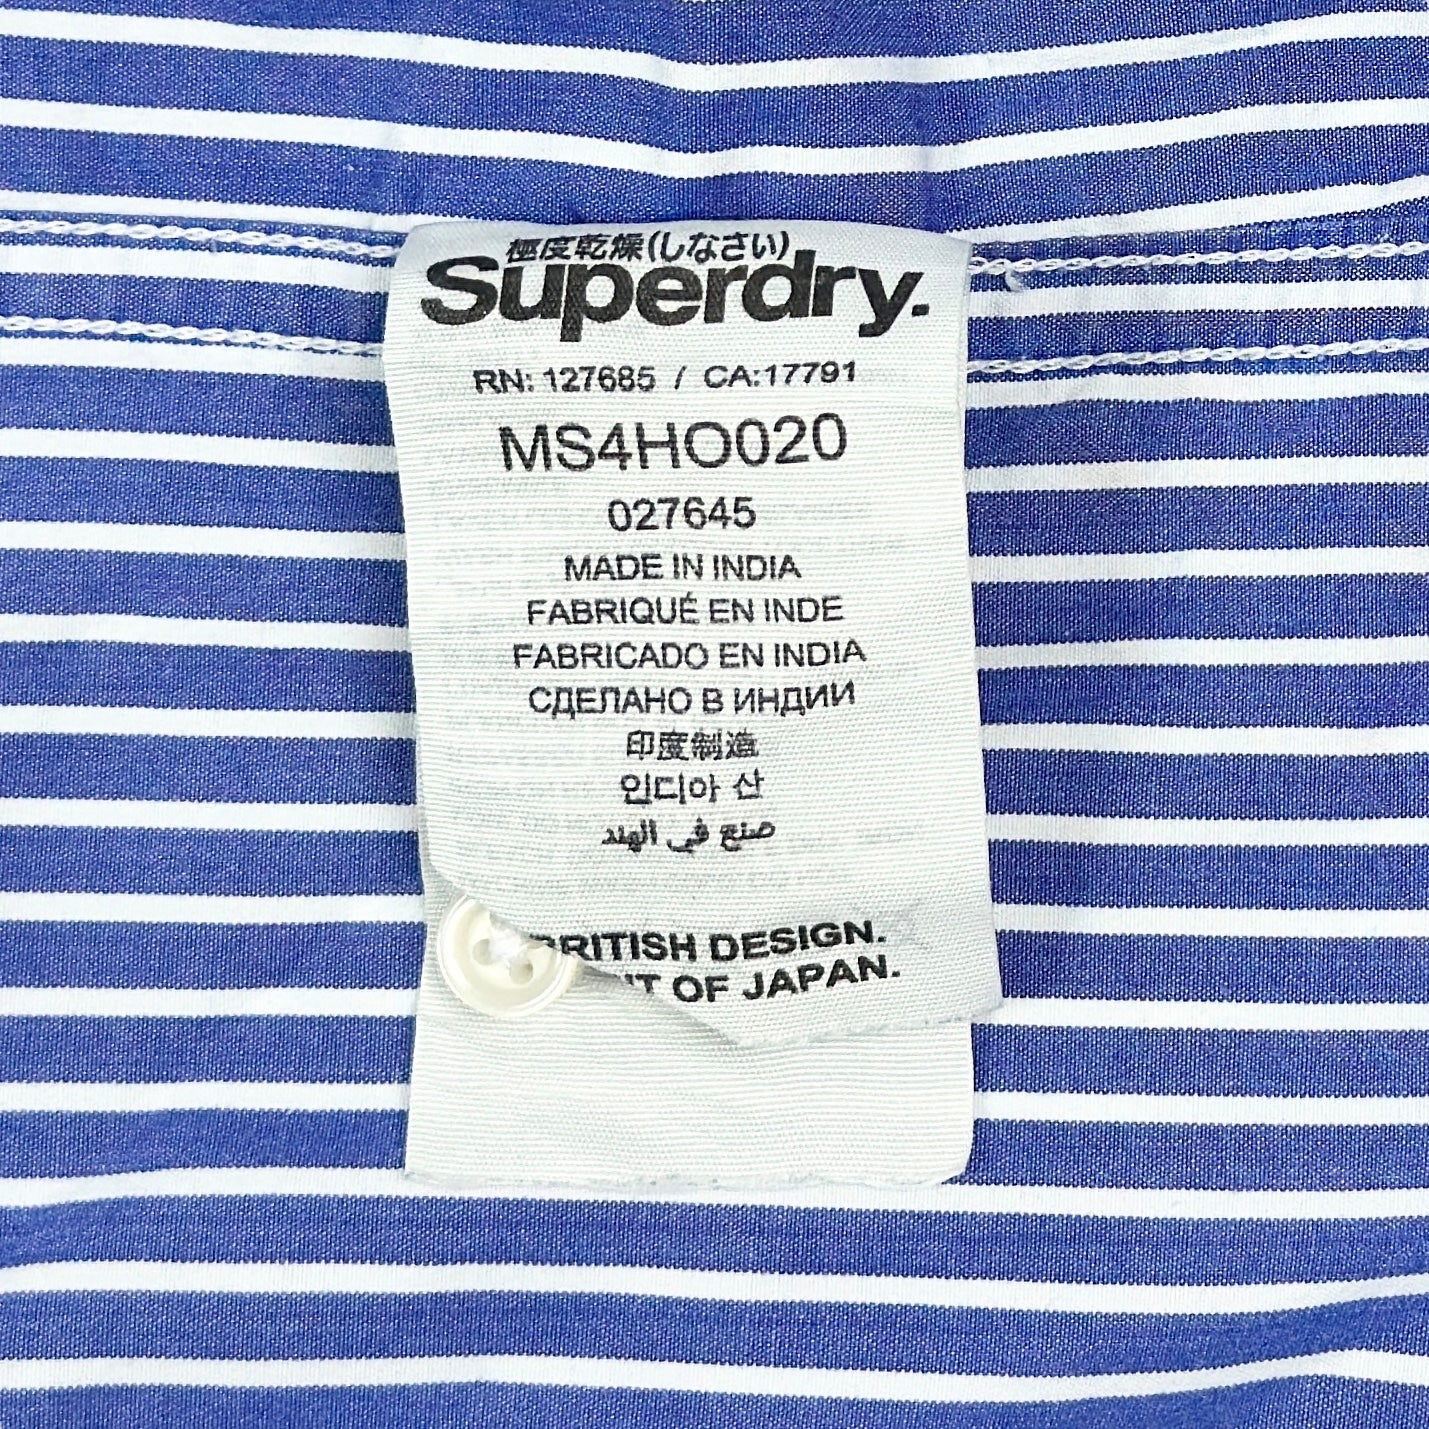 極度乾燥(しなさい)
Superdry.
RN: 127685 / CA:17791
MS4HO020
027645
MADE IN INDIA
FABRIQUÉ EN INDE
FABRICADO EN INDIA
СДЕЛАНО В ИНДИИ
印度制造
인디아 산
صنع في الهند
BRITISH DESIGN.
OF JAPAN.